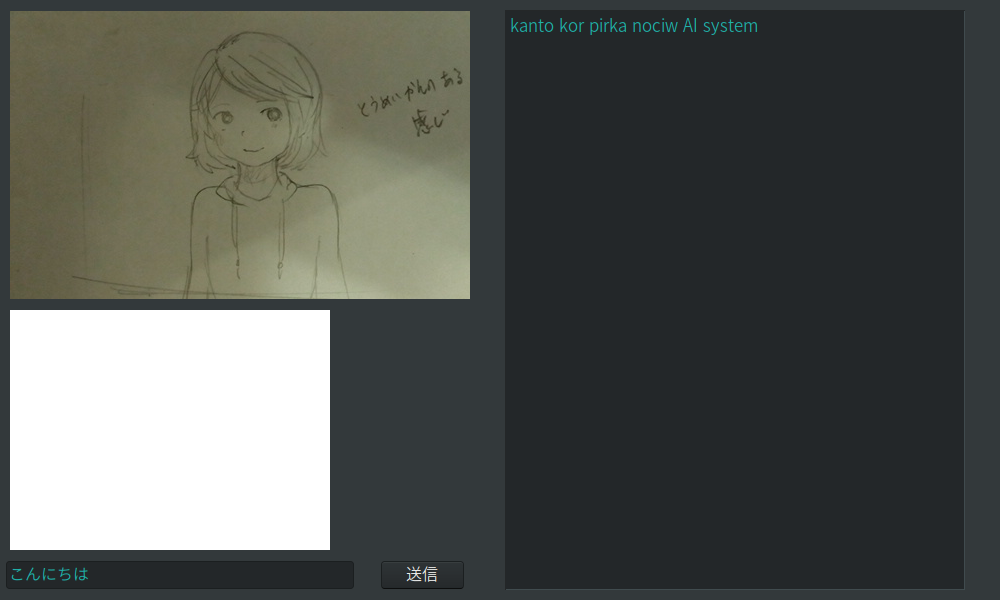 とうめいかんのある
感じ
kanto kor pirka nociw AI system
こんにちは
送信